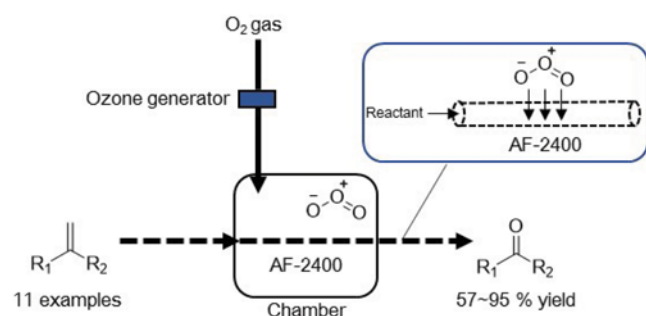 O2 gas
Ozone generator
−O O+ O
Reactant
AF-2400
−O O+ O
AF-2400
Chamber
R1 R2
11 examples
O
R1 R2
57~95 % yield